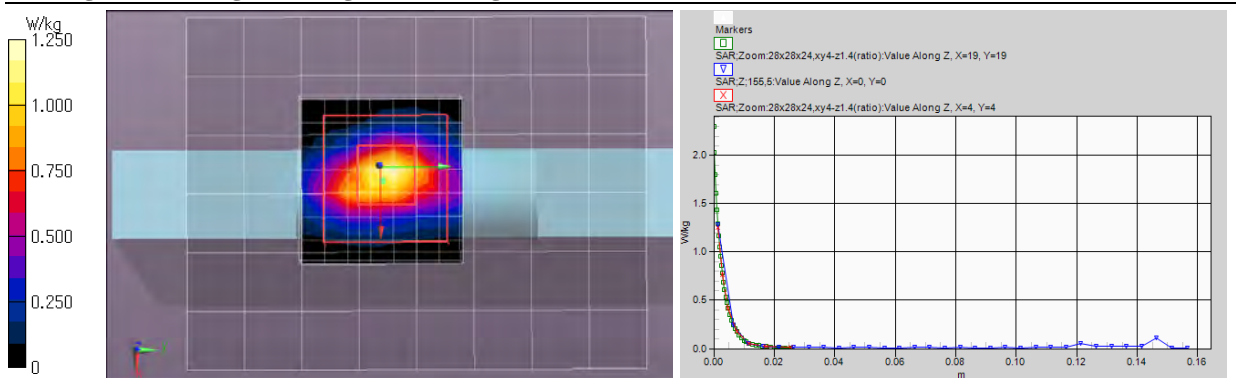 W/kg
1.250
1.000
0.750
0.500
0.250
0
Markers
SAR;Zoom:28x28x24,xy4-z1.4(ratio):Value Along Z, X=19, Y=19
SAR;Z;155,5:Value Along Z, X=0, Y=0
SAR;Zoom:28x28x24,xy4-z1.4(ratio):Value Along Z, X=4, Y=4
W/kg
2.0
1.5
1.0
0.5
0.0
0.00 0.02 0.04 0.06 0.08 0.10 0.12 0.14 0.16
m